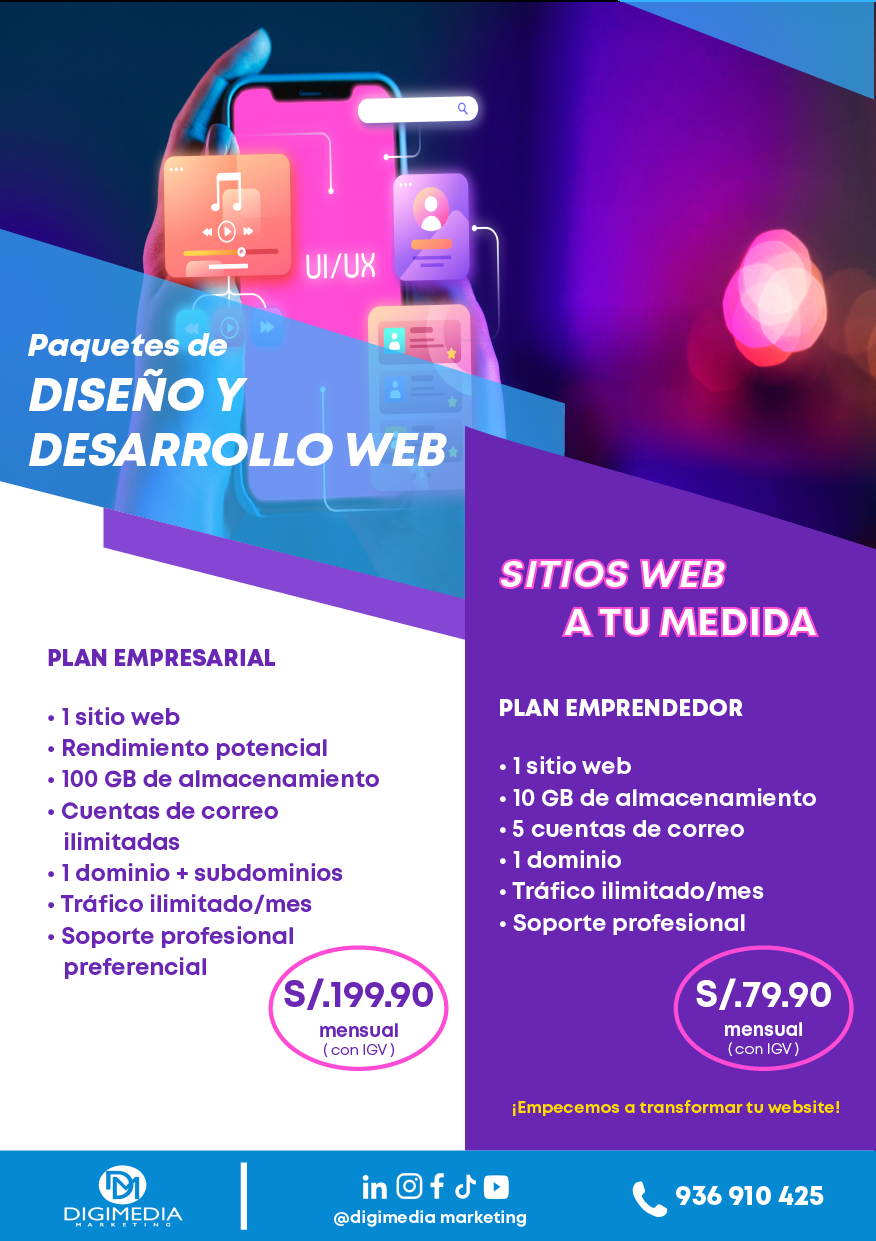 UI/UX
Paquetes de
DISEÑO Y
DESARROLLO WEB
SITIOS WEB
A TU MEDIDA
PLAN EMPRESARIAL
• 1 sitio web
• Rendimiento potencial
• 100 GB de almacenamiento
• Cuentas de correo
ilimitadas
• 1 dominio + subdominios
• Tráfico ilimitado/mes
• Soporte profesional
preferencial
S/.199.90
mensual
( con IGV )
PLAN EMPRENDEDOR
• 1 sitio web
• 10 GB de almacenamiento
• 5 cuentas de correo
• 1 dominio
• Tráfico ilimitado/mes
• Soporte profesional
S/.79.90
mensual
( con IGV )
¡Empecemos a transformar tu website!
DM
DIGIMEDIA
MARKETING
@digimedia marketing
936 910 425